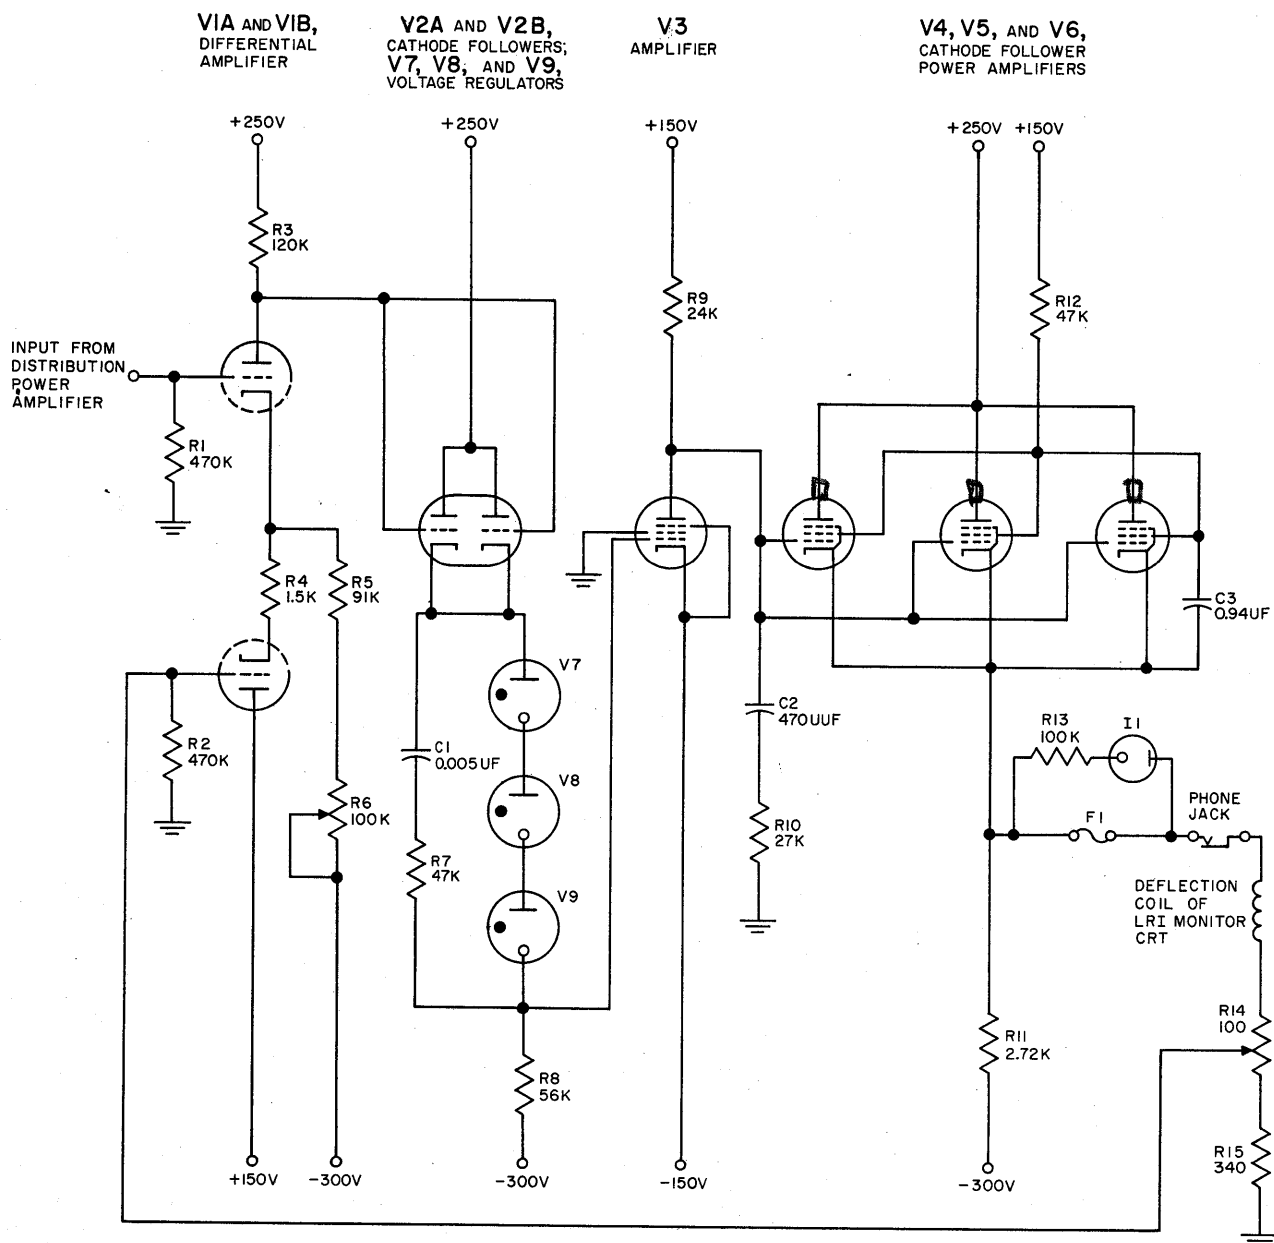 V1A AND V1B,
DIFFERENTIAL
AMPLIFIER
V2A AND V2B,
CATHODE FOLLOWERS;
V7, V8, AND V9,
VOLTAGE REGULATORS
V3
AMPLIFIER
V4, V5, AND V6,
CATHODE FOLLOWER
POWER AMPLIFIERS
+250V
+250V
+150V
+250V
+150V
R3
120K
R9
24K
R12
47K
INPUT FROM
DISTRIBUTION
POWER
AMPLIFIER
R1
470K
R4
1.5K
R5
91K
C3
0.94UF
V7
R2
470K
C1
0.005UF
V8
C2
470UUF
R13
100K
I1
R6
100K
F1
PHONE
JACK
R10
27K
R7
47K
V9
DEFLECTION
COIL OF
LRI MONITOR
CRT
R14
100
R11
2.72K
R8
56K
R15
340
+150V
-300V
-300V
-150V
-300V